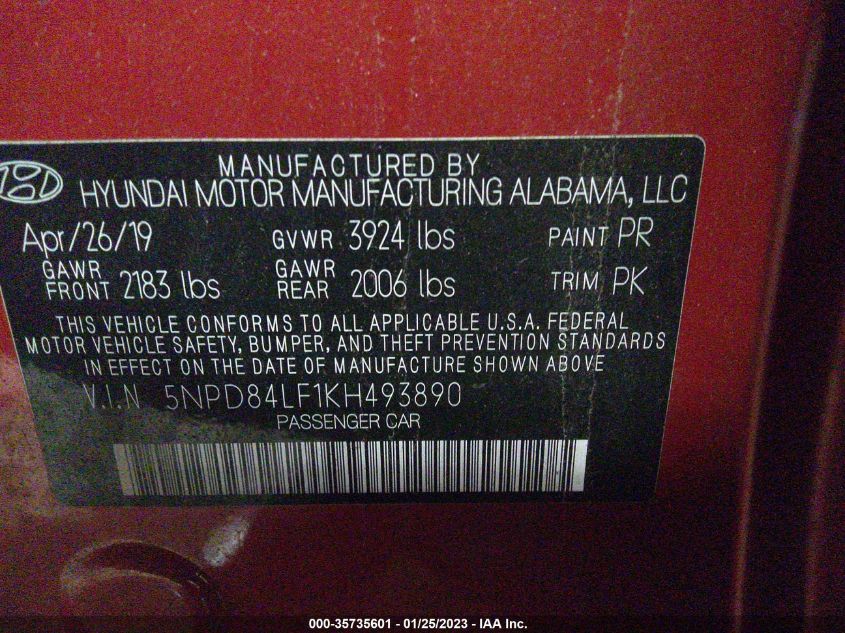 MANUFACTURED BY
HYUNDAI MOTOR MANUFACTURING ALABAMA, LLC
Apr/26/19 GVWR 3924 lbs PAINT PR
GAWR FRONT 2183 lbs GAWR REAR 2006 lbs TRIM PK
THIS VEHICLE CONFORMS TO ALL APPLICABLE U.S.A. FEDERAL
MOTOR VEHICLE SAFETY, BUMPER, AND THEFT PREVENTION STANDARDS
IN EFFECT ON THE DATE OF MANUFACTURE SHOWN ABOVE
V.I.N 5NPD84LF1KH493890
PASSENGER CAR
000-35735601 - 01/25/2023 - IAA Inc.